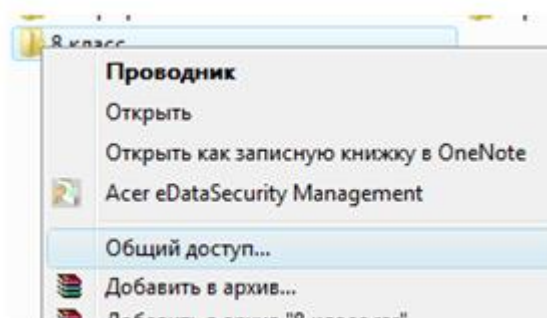 8 класс
Проводник
Открыть
Открыть как записную книжку в OneNote
Acer eDataSecurity Management
Общий доступ...
Добавить в архив...